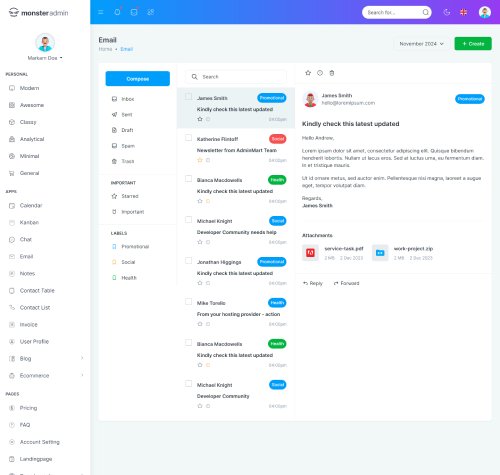 monsteradmin
Search for...
Markarn Doe
PERSONAL
Modern
Awesome
Classy
Analytical
Minimal
General
APPS
Calendar
Kanban
Chat
Email
Notes
Contact Table
Contact List
Invoice
User Profile
Blog
Ecommerce
PAGES
Pricing
FAQ
Account Setting
Landingpage
Email
Home • Email
November 2024
+ Create
Compose
Inbox
Sent
Draft
Spam
Trash
IMPORTANT
Starred
Important
LABELS
Promotional
Social
Health
Search
James Smith
Promotional
Kindly check this latest updated
04:00pm
Katherine Flintoff
Social
Newsletter from AdminMart Team
04:00pm
Bianca Macdowells
Health
Kindly check this latest updated
04:00pm
Michael Knight
Social
Developer Community needs help
04:00pm
Jonathan Higgings
Promotional
Kindly check this latest updated
04:00pm
Mike Torello
Health
From your hosting provider - action
04:00pm
Bianca Macdowells
Health
Kindly check this latest updated
04:00pm
Michael Knight
Social
Developer Community
04:00pm
James Smith
Promotional
hello@loremipsum.com
Kindly check this latest updated
Hello Andrew,
Lorem ipsum dolor sit amet, consectetur adipiscing elit. Quisque bibendum
hendrerit lobortis. Nullam ut lacus eros. Sed at luctus urna, eu fermentum diam.
In et tristique mauris.
Ut id ornare metus, sed auctor enim. Pellentesque nisi magna, laoreet a augue
eget, tempor volutpat diam.
Regards,
James Smith
Attachments
service-task.pdf
2 MB 2 Dec 2023
work-project.zip
2 MB 2 Dec 2023
Reply
Forward